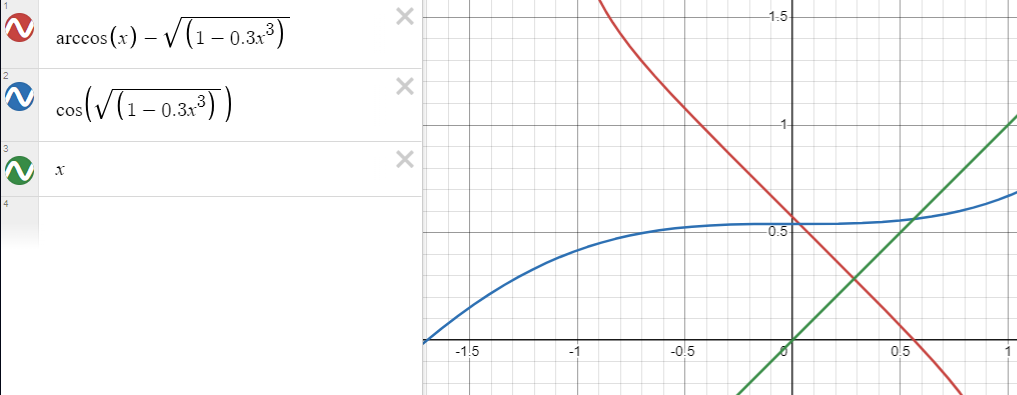 1
arccos(x) − √((1 − 0.3x³))
2
cos(√((1 − 0.3x³)))
3
x
4
1.5
1
0.5
-1.5 -1 -0.5 0 0.5 1